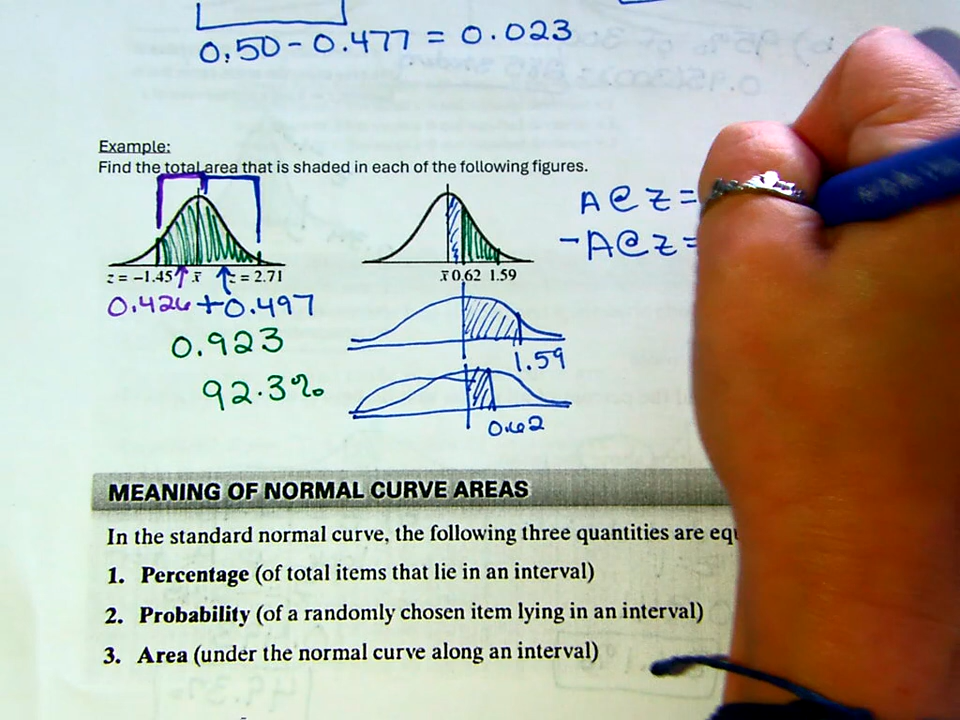 0.50 - 0.477 = 0.023
Example:
Find the total area that is shaded in each of the following figures.
A@Z=
-A@Z=
z = -1.45 x̄ z = 2.71
x̄ 0.62 1.59
0.426 + 0.497
0.923
92.3%
1.59
0.62
MEANING OF NORMAL CURVE AREAS
In the standard normal curve, the following three quantities are
1. Percentage (of total items that lie in an interval)
2. Probability (of a randomly chosen item lying in an interval)
3. Area (under the normal curve along an interval)